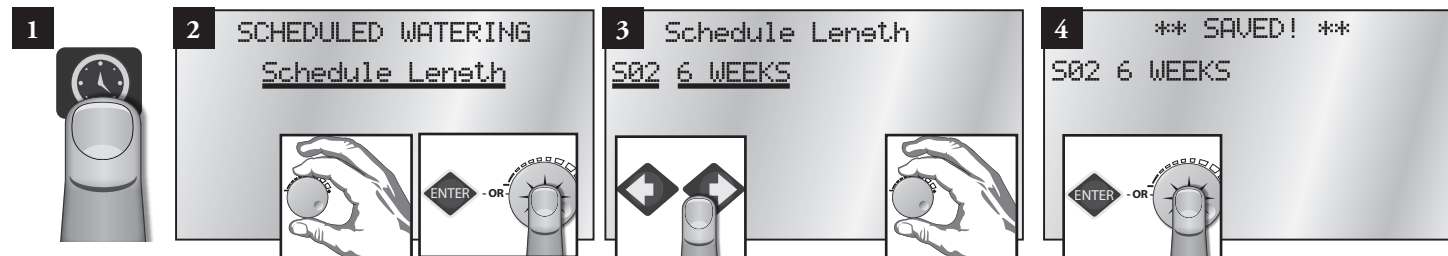 1
2
SCHEDULED WATERING
Schedule Length
ENTER
- OR -
3
Schedule Length
S02 6 WEEKS
4
** SAVED! **
S02 6 WEEKS
ENTER
- OR -